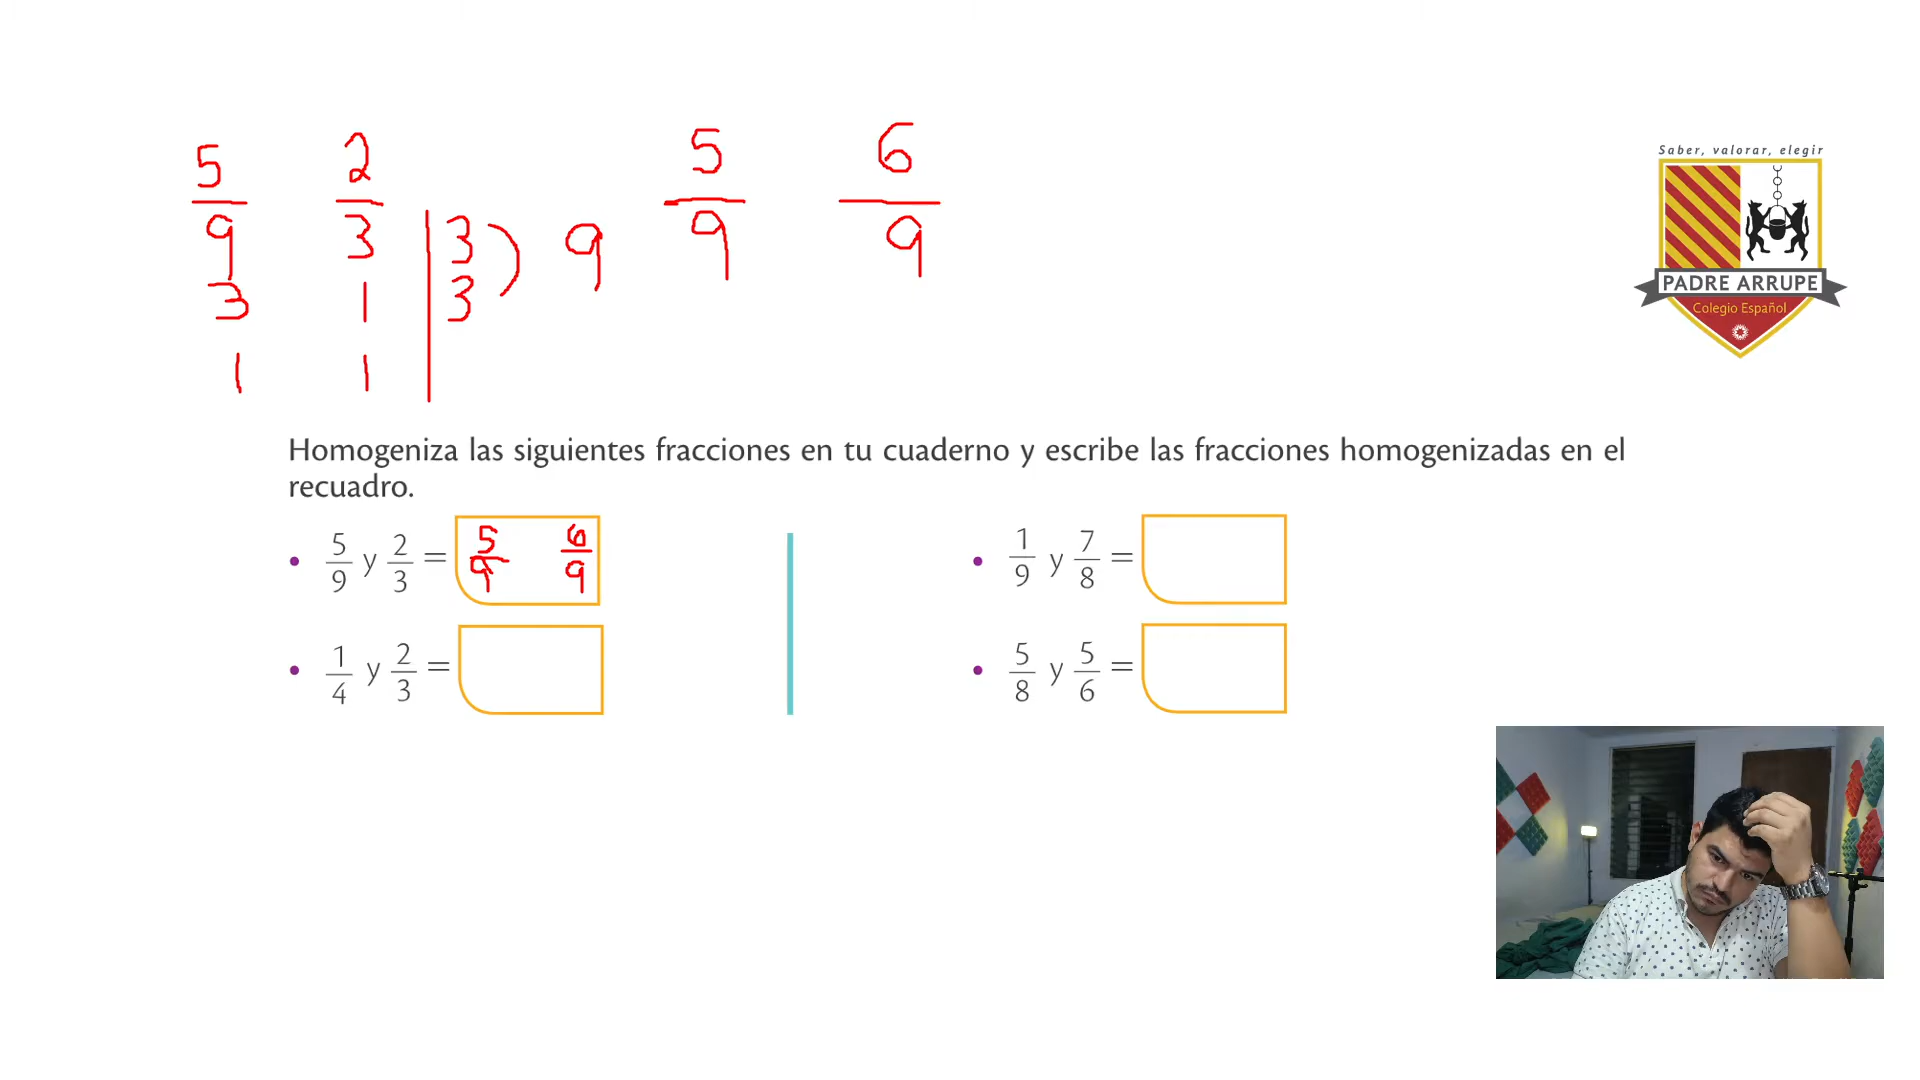 5 2 5 6
9 3 3 9 9 9
3 1 3
1 1
Saber, valorar, elegir
PADRE ARRUPE
Colegio Español
Homogeniza las siguientes fracciones en tu cuaderno y escribe las fracciones homogenizadas en el
recuadro.
• 5/9 y 2/3 = 5/9 6/9
• 1/4 y 2/3 =
• 1/9 y 7/8 =
• 5/8 y 5/6 =